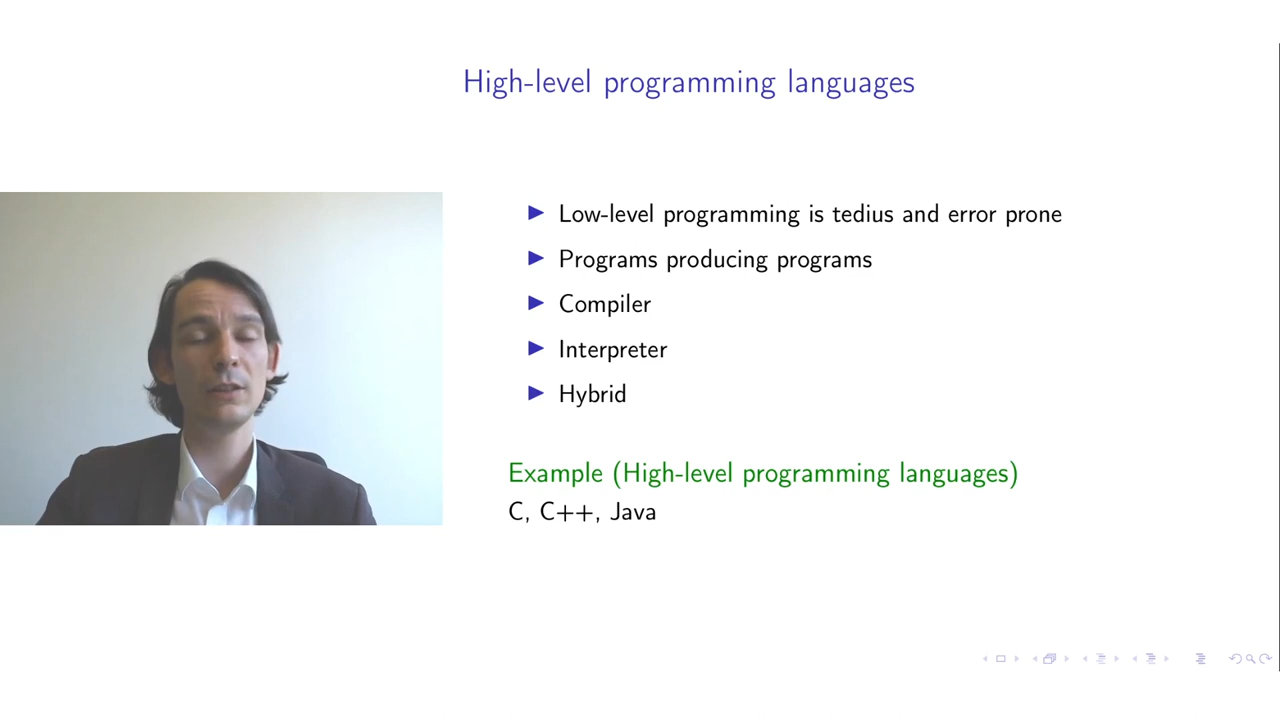 High-level programming languages
Low-level programming is tedius and error prone
Programs producing programs
Compiler
Interpreter
Hybrid
Example (High-level programming languages)
C, C++, Java